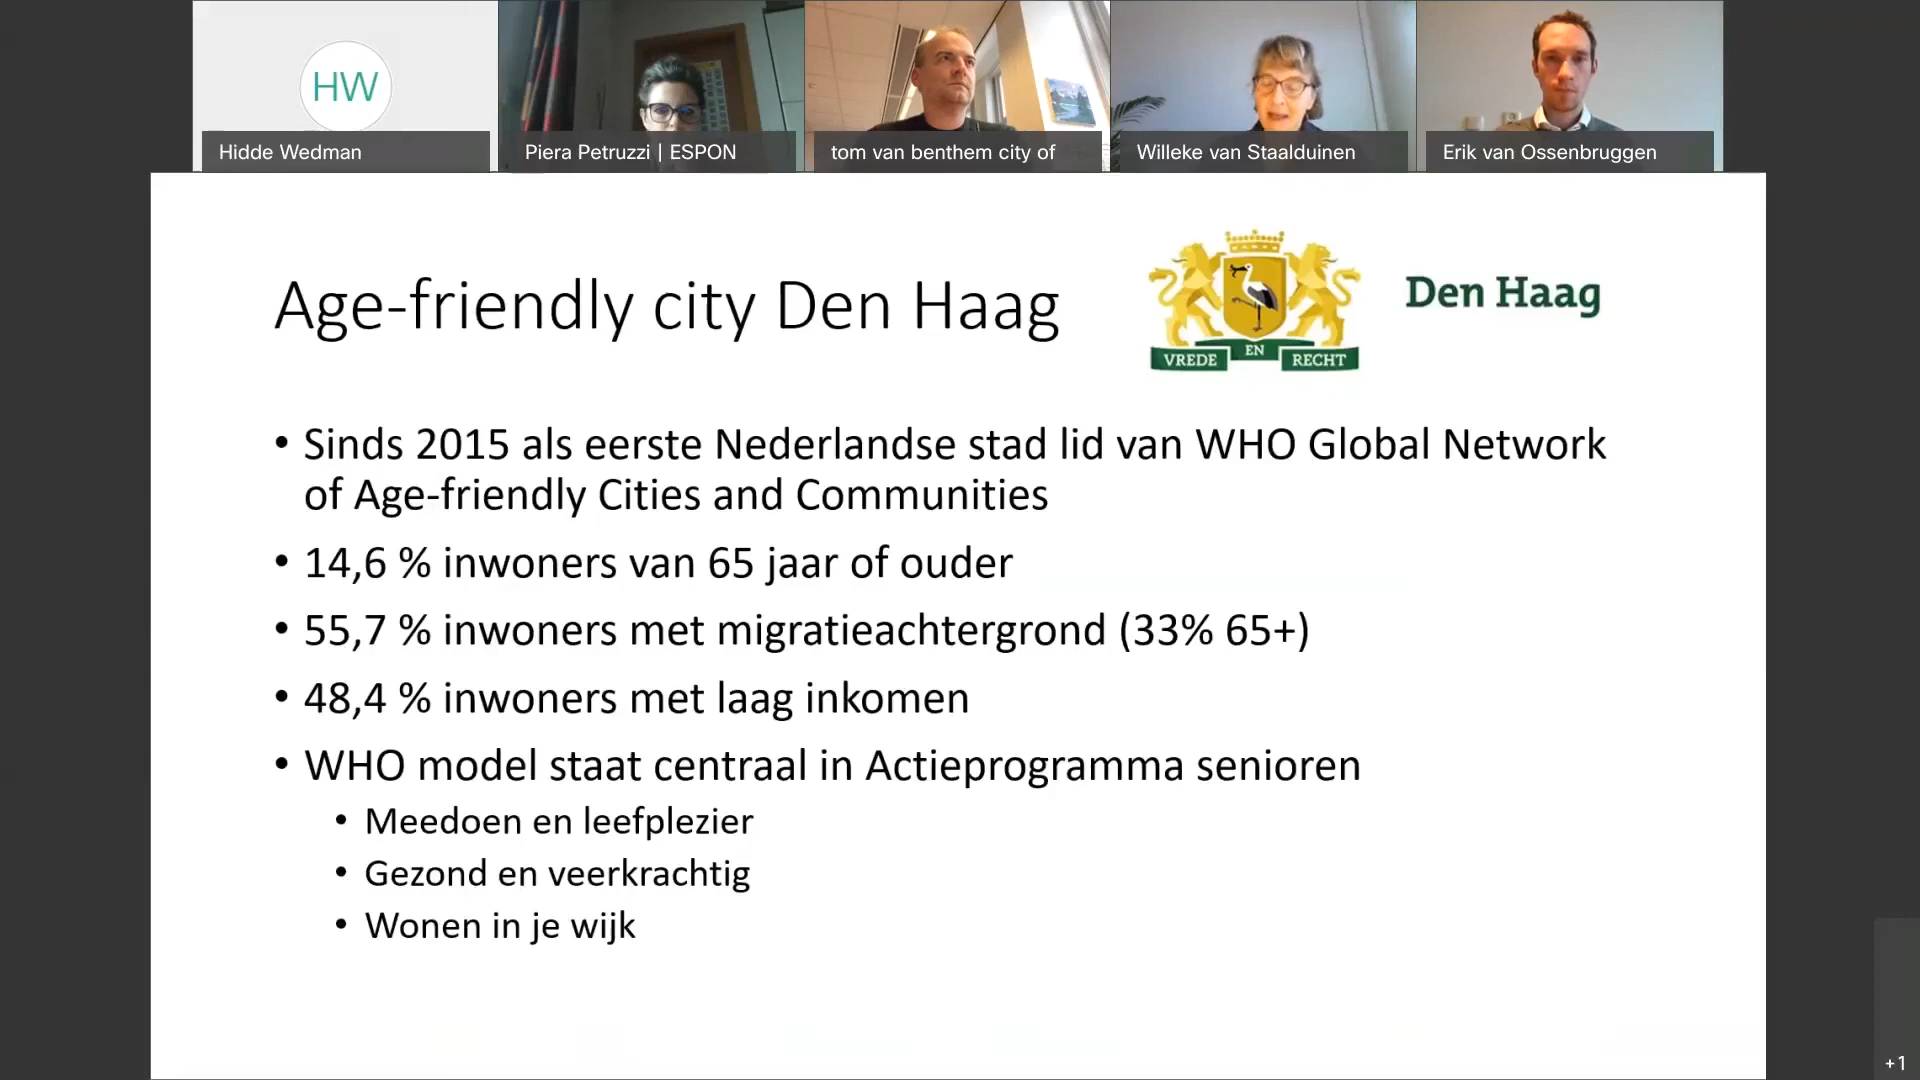 HW
Hidde Wedman
Piera Petruzzi | ESPON
tom van benthem city of
Willeke van Staalduinen
Erik van Ossenbruggen
Age-friendly city Den Haag
VREDE EN RECHT
Den Haag
• Sinds 2015 als eerste Nederlandse stad lid van WHO Global Network
of Age-friendly Cities and Communities
• 14,6 % inwoners van 65 jaar of ouder
• 55,7 % inwoners met migratieachtergrond (33% 65+)
• 48,4 % inwoners met laag inkomen
• WHO model staat centraal in Actieprogramma senioren
• Meedoen en leefplezier
• Gezond en veerkrachtig
• Wonen in je wijk
+1